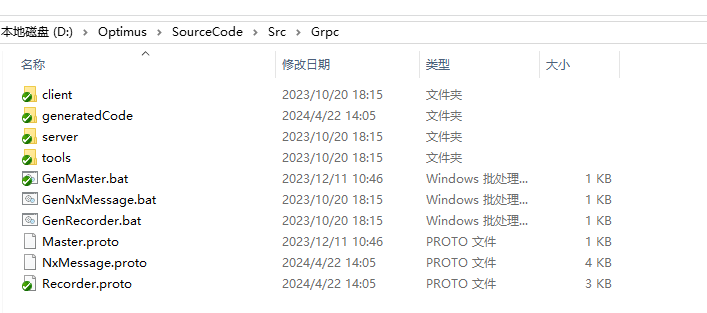 本地磁盘 (D:) > Optimus > SourceCode > Src > Grpc
名称 修改日期 类型 大小
client 2023/10/20 18:15 文件夹
generatedCode 2024/4/22 14:05 文件夹
server 2023/10/20 18:15 文件夹
tools 2023/10/20 18:15 文件夹
GenMaster.bat 2023/12/11 10:46 Windows 批处理... 1 KB
GenNxMessage.bat 2023/10/20 18:15 Windows 批处理... 1 KB
GenRecorder.bat 2023/10/20 18:15 Windows 批处理... 1 KB
Master.proto 2023/12/11 10:46 PROTO 文件 1 KB
NxMessage.proto 2024/4/22 14:05 PROTO 文件 4 KB
Recorder.proto 2024/4/22 14:05 PROTO 文件 3 KB